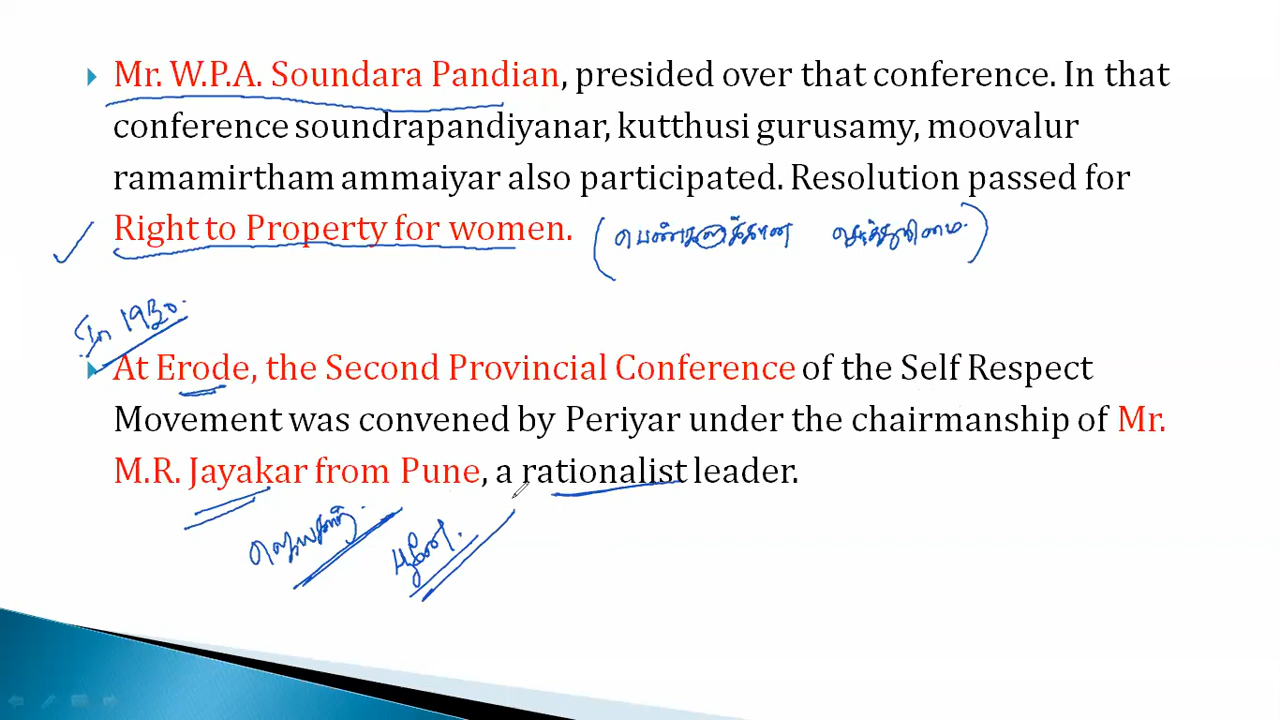 Mr. W.P.A. Soundara Pandian, presided over that conference. In that
conference soundrapandiyanar, kutthusi gurusamy, moovalur
ramamirtham ammaiyar also participated. Resolution passed for
Right to Property for women. (பெண்களுக்கான சொத்துரிமை)
In 1930.
At Erode, the Second Provincial Conference of the Self Respect
Movement was convened by Periyar under the chairmanship of Mr.
M.R. Jayakar from Pune, a rationalist leader.
ஜெயகர். பூனே.